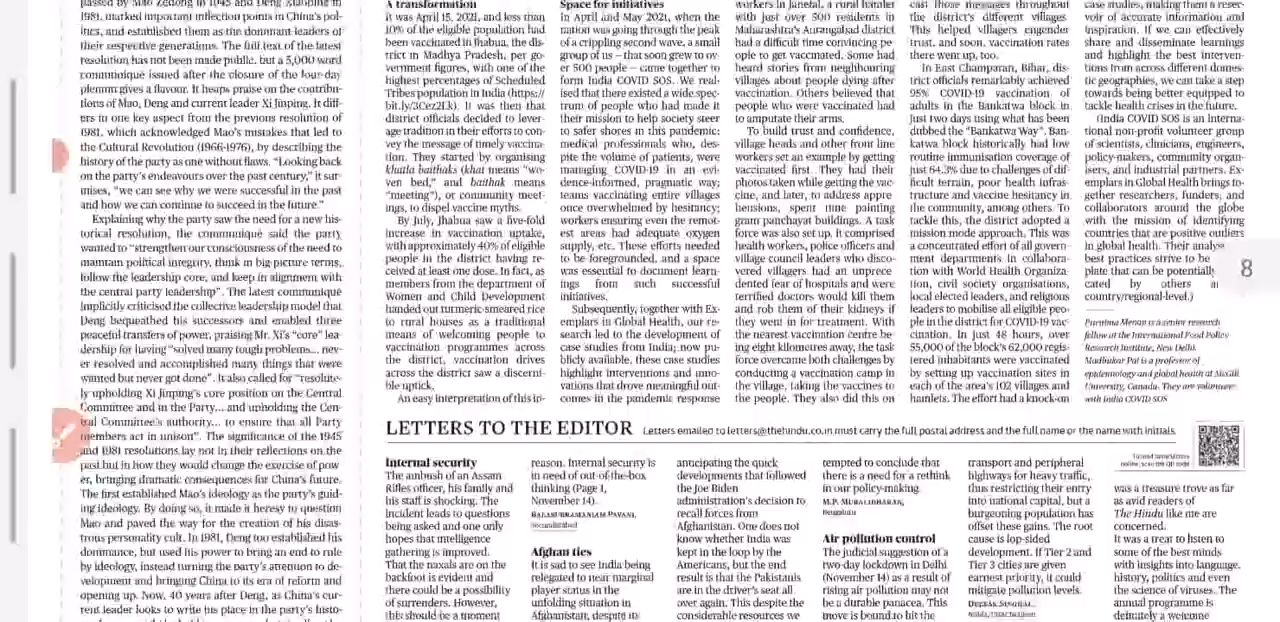 passed by Mao Zedong in 1945 and Deng Xiaoping in
1981, marked important inflection points in China's pol-
itics, and established them as the dominant leaders of
their respective generations. The full text of the latest
resolution has not been made public, but a 5,000 word
communique issued after the closure of the four-day
plenum gives a flavour. It heaps praise on the contribu-
tions of Mao, Deng and current leader Xi Jinping. It diff-
ers in one key aspect from the previous resolution of
1981, which acknowledged Mao's mistakes that led to
the Cultural Revolution (1966-1976), by describing the
history of the party as one without flaws. "Looking back
on the party's endeavours over the past century," it sur-
mises, "we can see why we were successful in the past
and how we can continue to succeed in the future."
Explaining why the party saw the need for a new his-
torical resolution, the communiqué said the party
wanted to "strengthen our consciousness of the need to
maintain political integrity, think in big-picture terms,
follow the leadership core, and keep in alignment with
the central party leadership". The latest communiqué
implicitly criticised the collective leadership model that
Deng bequeathed his successors and enabled three
peaceful transfers of power, praising Mr. Xi's "core" lea-
dership for having "solved many tough problems... nev-
er resolved and accomplished many things that were
wanted but never got done". It also called for "resolute-
ly upholding Xi Jinping's core position on the Central
Committee and in the Party... and upholding the Cen-
tral Committee's authority... to ensure that all Party
members act in unison". The significance of the 1945
and 1981 resolutions lay not in their reflections on the
past but in how they would change the exercise of pow-
er, bringing dramatic consequences for China's future.
The first established Mao's ideology as the party's guid-
ing ideology. By doing so, it made it heresy to question
Mao and paved the way for the creation of his disas-
trous personality cult. In 1981, Deng too established his
dominance, but used his power to bring an end to rule
by ideology, instead turning the party's attention to de-
velopment and bringing China to its era of reform and
opening up. Now, 40 years after Deng, as China's cur-
rent leader looks to write his place in the party's histo-
A transformation
It was April 15, 2021, and less than
10% of the eligible population had
been vaccinated in Jhabua, the dis-
trict in Madhya Pradesh, per go-
vernment figures, with one of the
highest percentages of Scheduled
Tribes population in India (https://
bit.ly/3Cez2Lk). It was then that
district officials decided to lever-
age tradition in their efforts to con-
vey the message of timely vaccina-
tion. They started by organising
khatla baithaks (khat means "wo-
ven bed," and baithak means
"meeting"), or community meet-
ings, to dispel vaccine myths.
By July, Jhabua saw a five-fold
increase in vaccination uptake,
with approximately 40% of eligible
people in the district having re-
ceived at least one dose. In fact, as
members from the department of
Women and Child Development
handed out turmeric-smeared rice
to rural houses as a traditional
means of welcoming people to
vaccination programmes across
the district, vaccination drives
across the district saw a discerni-
ble uptick.
An easy interpretation of this in-
Space for initiatives
In April and May 2021, when the
nation was going through the peak
of a crippling second wave, a small
group of us – that soon grew to ov-
er 500 people – came together to
form India COVID SOS. We real-
ised that there existed a wide spec-
trum of people who had made it
their mission to help society steer
to safer shores in this pandemic:
medical professionals who, des-
pite the volume of patients, were
managing COVID-19 in an evi-
dence-informed, pragmatic way;
means vaccinating entire villages
once overwhelmed by hesitancy;
workers ensuring even the remot-
est areas had adequate oxygen
supply, etc. These efforts needed
to be foregrounded, and a space
was essential to document learn-
ings from such successful
initiatives.
Subsequently, together with Ex-
emplars in Global Health, our re-
search led to the development of
case studies from India; now pu-
blicly available, these case studies
highlight interventions and inno-
vations that drove meaningful out-
comes in the pandemic response
workers in Janefal, a rural hamlet
with just over 500 residents in
Maharashtra's Aurangabad district
had a difficult time convincing pe-
ople to get vaccinated. Some had
heard stories from neighbouring
villages about people dying after
vaccination. Others believed that
people who were vaccinated had
to amputate their arms.
To build trust and confidence,
village heads and other front line
workers set an example by getting
vaccinated first. They had their
photos taken while getting the vac-
cine, and later, to address appre-
hensions, spent time painting
gram panchayat buildings. A task
force was also set up. It comprised
health workers, police officers and
village council leaders who disco-
vered villagers had an unprece
dented fear of hospitals and were
terrified doctors would kill them
and rob them of their kidneys if
they went in for treatment. With
the nearest vaccination centre be-
ing eight kilometres away, the task
force overcame both challenges by
conducting a vaccination camp in
the village, taking the vaccines to
the people. They also did this on
cast those messages throughout
the district's different villages.
This helped villagers engender
trust, and soon, vaccination rates
there went up, too.
In East Champaran, Bihar, dis-
trict officials remarkably achieved
95% COVID-19 vaccination of
adults in the Bankatwa block in
just two days using what has been
dubbed the "Bankatwa Way". Ban-
katwa block historically had low
routine immunisation coverage of
just 64.3% due to challenges of dif-
ficult terrain, poor health infras-
tructure and vaccine hesitancy in
the community, among others. To
tackle this, the district adopted a
mission mode approach. This was
a concentrated effort of all govern-
ment departments in collabora-
tion with World Health Organiza-
tion, civil society organisations,
local elected leaders, and religious
leaders to mobilise all eligible peo-
ple in the district for COVID-19 vac-
cination. In just 48 hours, over
55,000 of the block's 62,000 regis-
tered inhabitants were vaccinated
by setting up vaccination sites in
each of the area's 102 villages and
hamlets. The effort had a knock-on
case studies, making them a reser-
voir of accurate information and
inspiration. If we can effectively
share and disseminate learnings
and highlight the best interven-
tions from across different domes-
tic geographies, we can take a step
towards being better equipped to
tackle health crises in the future.
(India COVID SOS is an interna-
tional non-profit volunteer group
of scientists, clinicians, engineers,
policy-makers, community organ-
isers, and industrial partners. Ex-
emplars in Global Health brings to-
gether researchers, funders, and
collaborators around the globe
with the mission of identifying
countries that are positive outliers
in global health. Their analys
best practices strive to be
plate that can be potentiall
cated by others in
country/regional-level.)
Purnima Menon is a senior research
fellow at the International Food Policy
Research Institute, New Delhi.
Madhukar Pai is a professor of
epidemiology and global health at McGill
University, Canada. They are volunteers
with India COVID SOS
8
LETTERS TO THE EDITOR Letters emailed to letters@thehindu.co.in must carry the full postal address and the full name or the name with initials.
Internal security
The ambush of an Assam
Rifles officer, his family and
his staff is shocking. The
incident leads to questions
being asked and one only
hopes that intelligence
gathering is improved.
That the naxals are on the
backfoot is evident and
there could be a possibility
of surrenders. However,
this should be a moment
reason. Internal security is
in need of out-of-the-box
thinking (Page 1,
November 14).
BALASUBRAMANIAM PAVANI,
Secunderabad
Afghan ties
It is sad to see India being
relegated to near marginal
player status in the
unfolding situation in
Afghanistan, despite its
anticipating the quick
developments that followed
the Joe Biden
administration's decision to
recall forces from
Afghanistan. One does not
know whether India was
kept in the loop by the
Americans, but the end
result is that the Pakistanis
are in the driver's seat all
over again. This despite the
considerable resources we
tempted to conclude that
there is a need for a rethink
in our policy-making.
M.P. MURALIDHARAN,
Bengaluru
Air pollution control
The judicial suggestion of a
two-day lockdown in Delhi
(November 14) as a result of
rising air pollution may not
be a durable panacea. This
move is bound to hit the
transport and peripheral
highways for heavy traffic,
thus restricting their entry
into national capital, but a
burgeoning population has
offset these gains. The root
cause is lop-sided
development. If Tier 2 and
Tier 3 cities are given
earnest priority, it could
mitigate pollution levels.
DEEPAK SINGHAL,
online, scan the QR code
was a treasure trove as far
as avid readers of
The Hindu like me are
concerned.
It was a treat to listen to
some of the best minds
with insights into language,
history, politics and even
the science of viruses. The
annual programme is
definitely a welcome